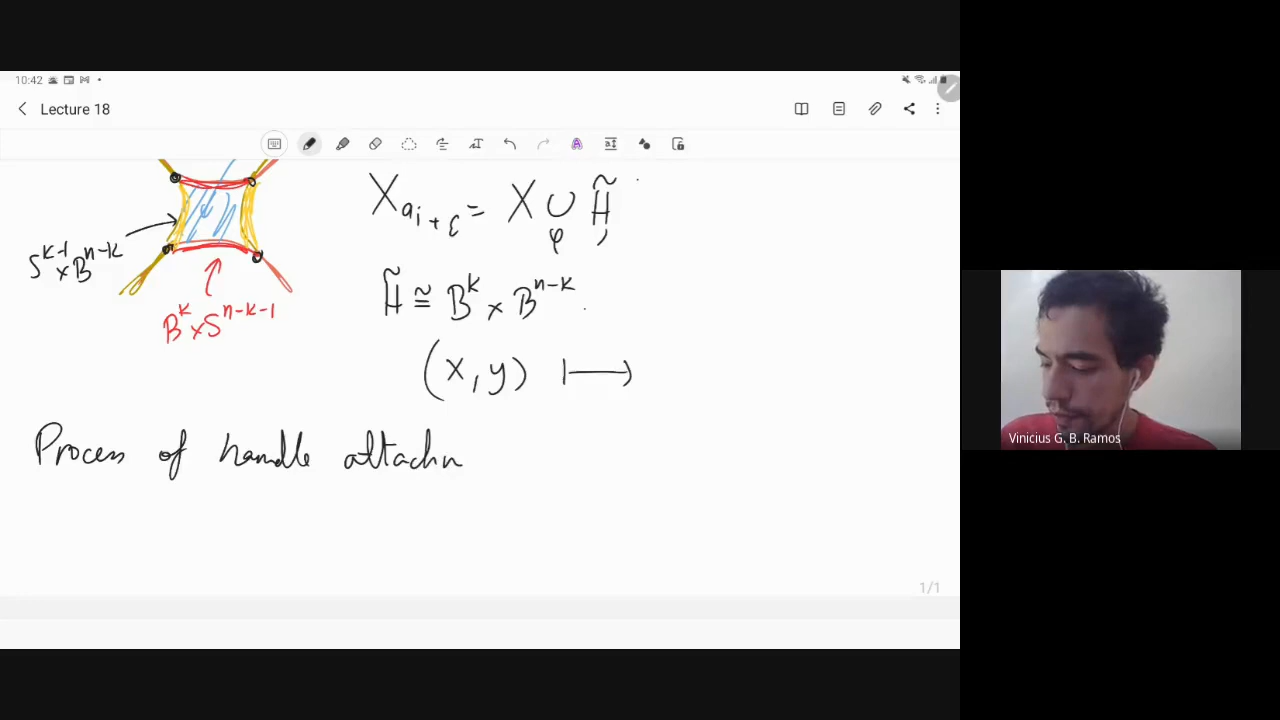 10:42
Lecture 18
X_{a_i+ε} = X ∪_φ H̃,
S^{k-1} × B^{n-k}
H̃ ≅ B^k × B^{n-k}.
B^k × S^{n-k-1}
(x, y) ⟼
Process of handle attachm
1/1
Vinicius G. B. Ramos